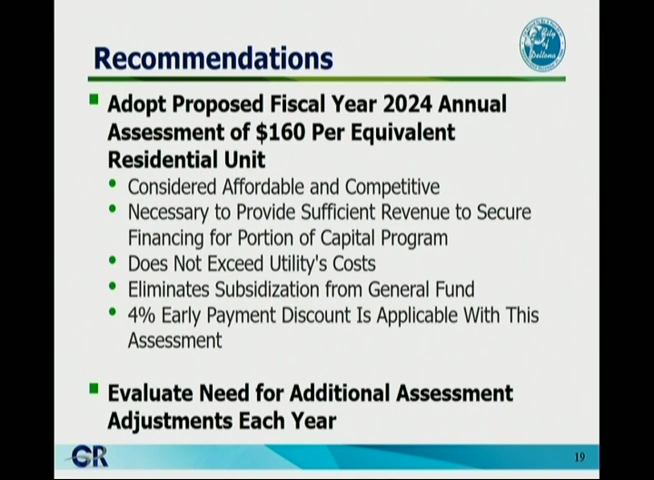 Recommendations
City
of
Deltona
Adopt Proposed Fiscal Year 2024 Annual
Assessment of $160 Per Equivalent
Residential Unit
Considered Affordable and Competitive
Necessary to Provide Sufficient Revenue to Secure
Financing for Portion of Capital Program
Does Not Exceed Utility's Costs
Eliminates Subsidization from General Fund
4% Early Payment Discount Is Applicable With This
Assessment
Evaluate Need for Additional Assessment
Adjustments Each Year
GR
19